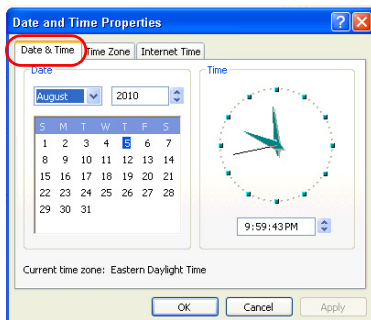 Date and Time Properties
Date & Time Time Zone Internet Time
Date
Time
August 2010
S M T W T F S
1 2 3 4 5 6 7
8 9 10 11 12 13 14
15 16 17 18 19 20 21
22 23 24 25 26 27 28
29 30 31
9:59:43 PM
Current time zone: Eastern Daylight Time
OK Cancel Apply